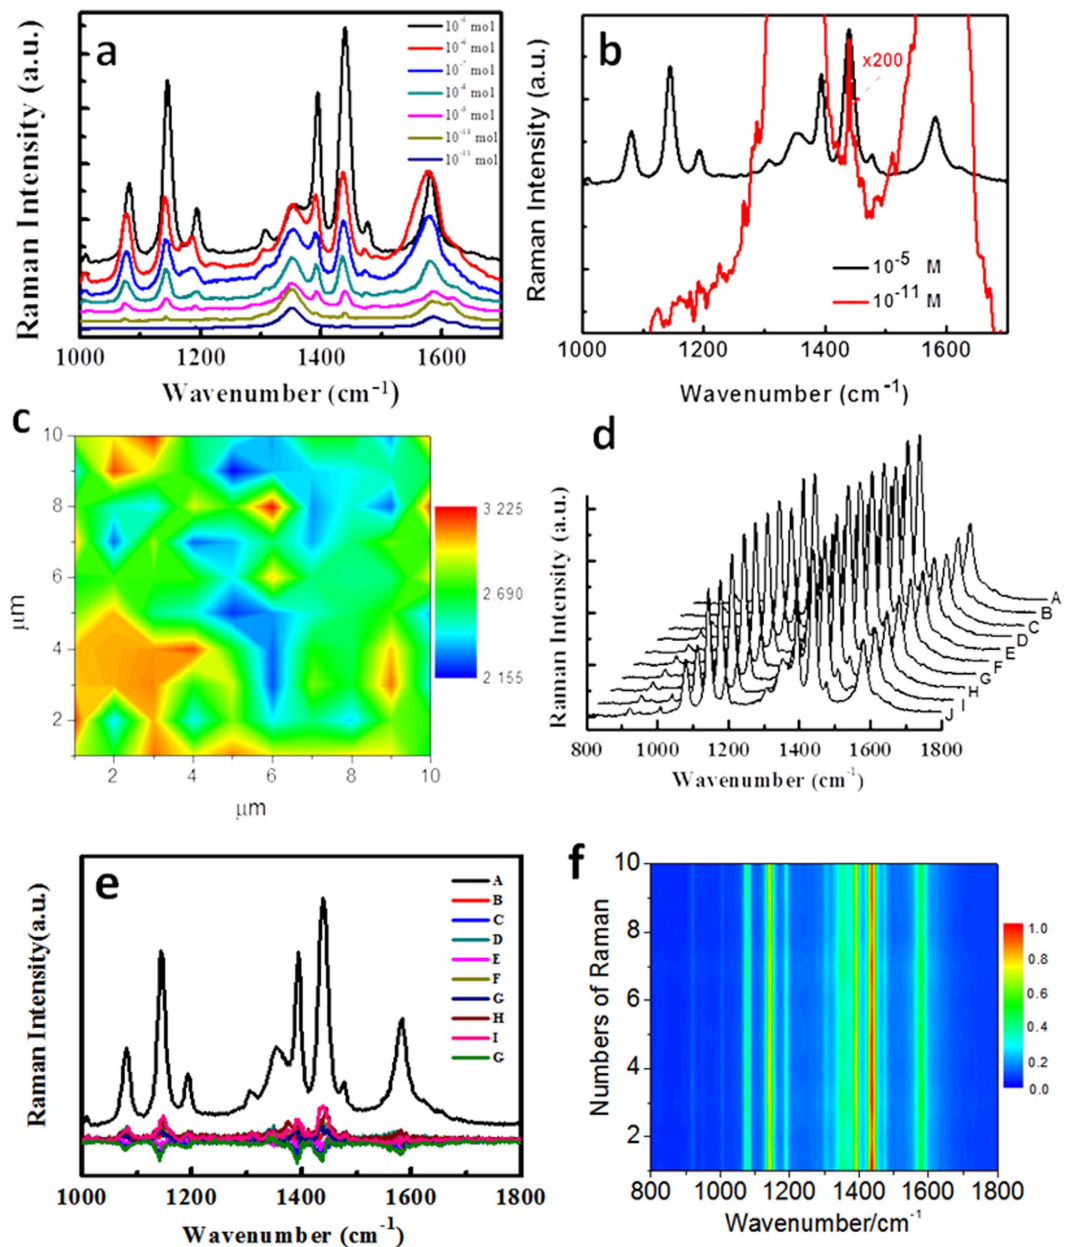 a
Raman Intensity (a.u.)
10⁻⁶ mol
10⁻⁷ mol
10⁻⁸ mol
10⁻⁹ mol
10⁻¹⁰ mol
10⁻¹¹ mol
1000 1200 1400 1600
Wavenumber (cm⁻¹)
b
Raman Intensity (a.u.)
x200
10⁻⁵ M
10⁻¹¹ M
1000 1200 1400 1600
Wavenumber (cm⁻¹)
c
μm
10
8
6
4
2
2 4 6 8 10
μm
3.225
2.690
2.155
d
Raman Intensity (a.u.)
A
B
C
D
E
F
G
H
I
J
800 1000 1200 1400 1600 1800
Wavenumber (cm⁻¹)
e
Raman Intensity(a.u.)
A
B
C
D
E
F
G
H
I
G
1000 1200 1400 1600 1800
Wavenumber (cm⁻¹)
f
Numbers of Raman
10
8
6
4
2
800 1000 1200 1400 1600 1800
Wavenumber/cm⁻¹
1.0
0.8
0.6
0.4
0.2
0.0